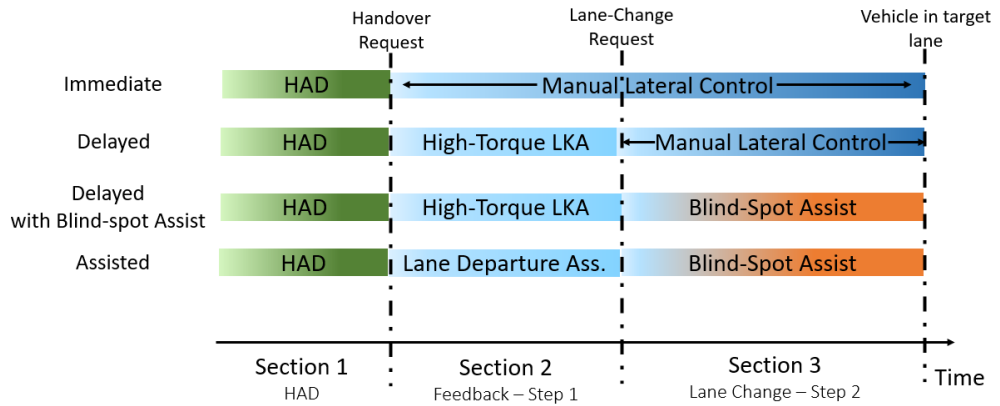 Handover
Request
Lane-Change
Request
Vehicle in target
lane
Immediate
HAD
Manual Lateral Control
Delayed
HAD
High-Torque LKA
Manual Lateral Control
Delayed
with Blind-spot Assist
HAD
High-Torque LKA
Blind-Spot Assist
Assisted
HAD
Lane Departure Ass.
Blind-Spot Assist
Section 1
HAD
Section 2
Feedback – Step 1
Section 3
Lane Change – Step 2
Time